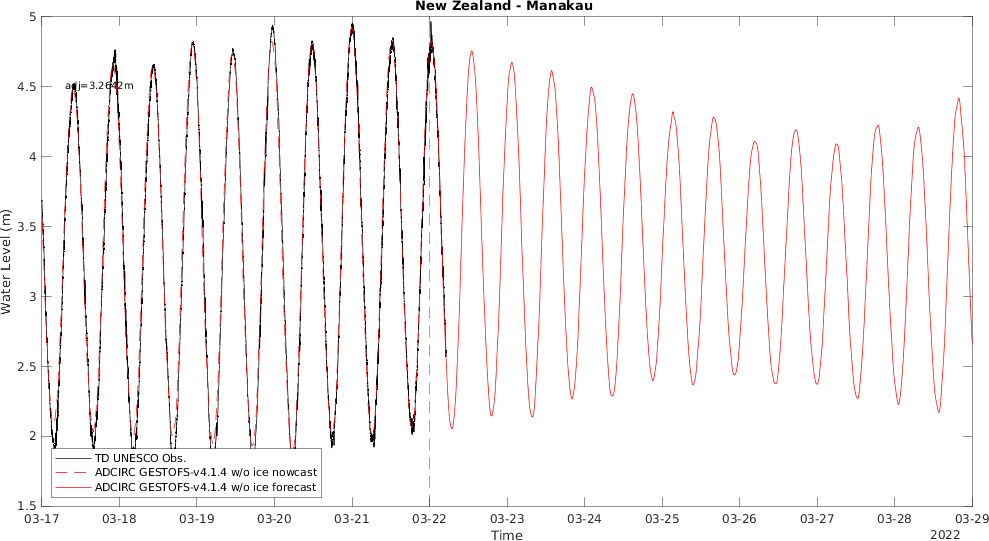 New Zealand - Manakau
5
4.5
4
3.5
3
2.5
2
1.5
Water Level (m)
adj=3.2642m
TD UNESCO Obs.
ADCIRC GESTOFS-v4.1.4 w/o ice nowcast
ADCIRC GESTOFS-v4.1.4 w/o ice forecast
03-17 03-18 03-19 03-20 03-21 03-22 03-23 03-24 03-25 03-26 03-27 03-28 03-29
Time
2022